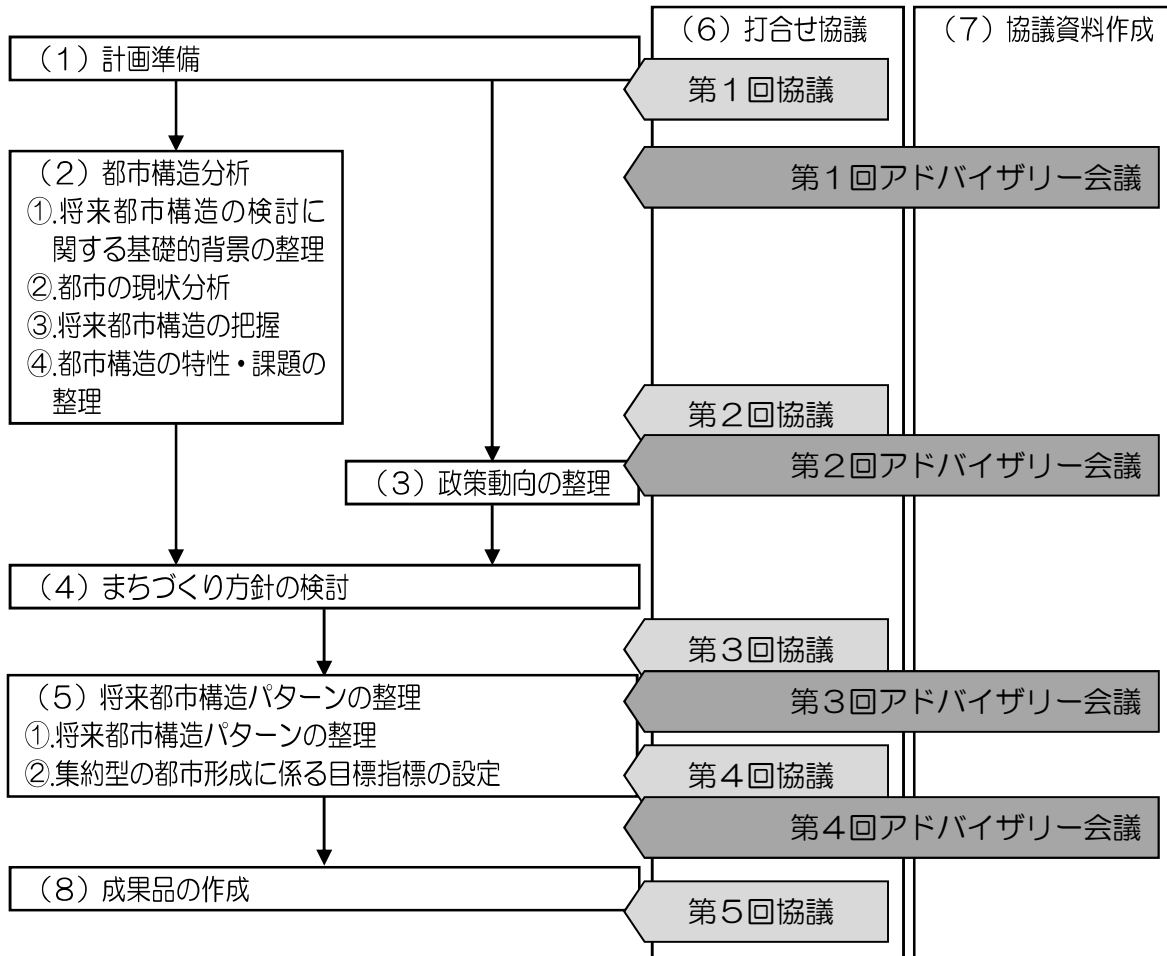 （６）打合せ協議
（７）協議資料作成
（１）計画準備
第１回協議
第１回アドバイザリー会議
（２）都市構造分析
①.将来都市構造の検討に
関する基礎的背景の整理
②.都市の現状分析
③.将来都市構造の把握
④.都市構造の特性・課題の
整理
第２回協議
第２回アドバイザリー会議
（３）政策動向の整理
（４）まちづくり方針の検討
第３回協議
（５）将来都市構造パターンの整理
①.将来都市構造パターンの整理
②.集約型の都市形成に係る目標指標の設定
第３回アドバイザリー会議
第４回協議
第４回アドバイザリー会議
（８）成果品の作成
第５回協議